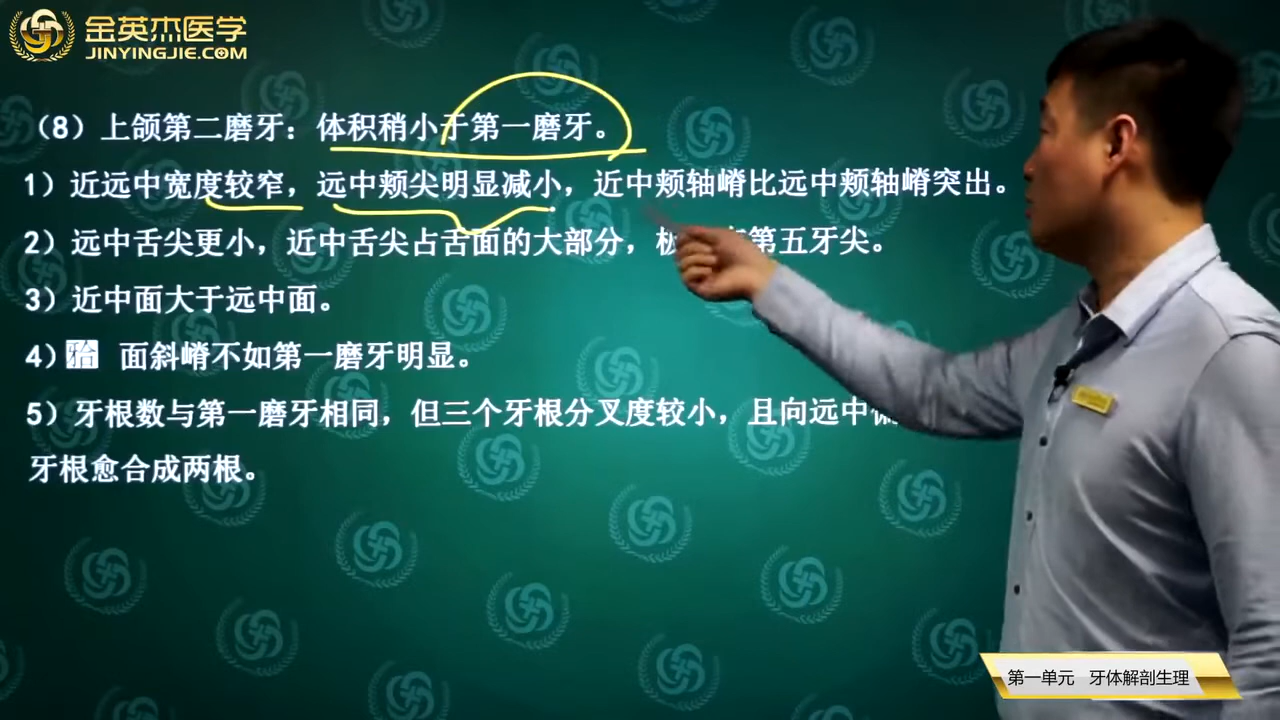 金英杰医学
JINYINGJIE.COM
（8）上颌第二磨牙：体积稍小于第一磨牙。
1）近远中宽度较窄，远中颊尖明显减小，近中颊轴嵴比远中颊轴嵴突出。
2）远中舌尖更小，近中舌尖占舌面的大部分，极 第五牙尖。
3）近中面大于远中面。
4）𬌗 面斜嵴不如第一磨牙明显。
5）牙根数与第一磨牙相同，但三个牙根分叉度较小，且向远中偏
牙根愈合成两根。
第一单元 牙体解剖生理